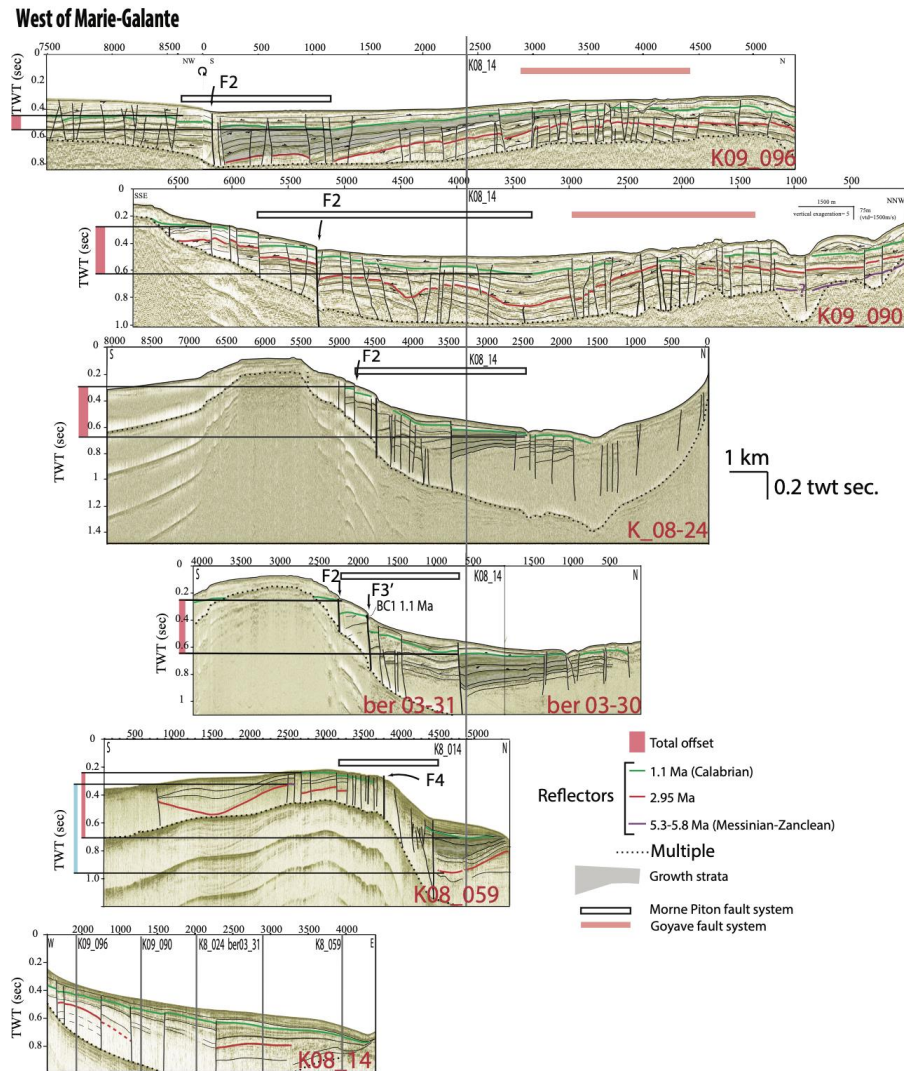 West of Marie-Galante
7500 8000 8500 0 500 1000 1500 2000 2500 3000 3500 4000 4500 5000
NW S K08_14 N
F2
TWT (sec)
0
0.2
0.4
0.6
0.8
K09_096
6500 6000 5500 5000 4500 4000 3500 3000 2500 2000 1500 1000 500
SSE F2 K08_14 NNW
1500 m
vertical exageration= 5
75m
(vtd=1500m/s)
TWT (sec)
0
0.2
0.4
0.6
0.8
1.0
?
K09_090
8000 7500 7000 6500 6000 5500 5000 4500 4000 3500 3000 2500 2000 1500 1000 500 0
S F2 K08_14 N
TWT (sec)
0
0.2
0.4
0.6
0.8
1
1.2
1.4
K_08-24
1 km
0.2 twt sec.
4000 3500 3000 2500 2000 1500 1000 500 1500 1000 500
S F2 K08_14 N
F3'
BC1 1.1 Ma
TWT (sec)
0
0.2
0.4
0.6
0.8
1
ber 03-31 ber 03-30
500 1000 1500 2000 2500 3000 3500 4000 4500 5000
S K8_014 N
F4
TWT (sec)
0
0.2
0.4
0.6
0.8
1.0
K08_059
Total offset
Reflectors
1.1 Ma (Calabrian)
2.95 Ma
5.3-5.8 Ma (Messinian-Zanclean)
Multiple
Growth strata
Morne Piton fault system
Goyave fault system
2000 1500 1000 500 2000 2500 3000 3500 4000
W K09_096 K09_090 K8_024 ber03_31 K8_059 E
TWT (sec)
0
0.2
0.4
0.6
0.8
K08_14